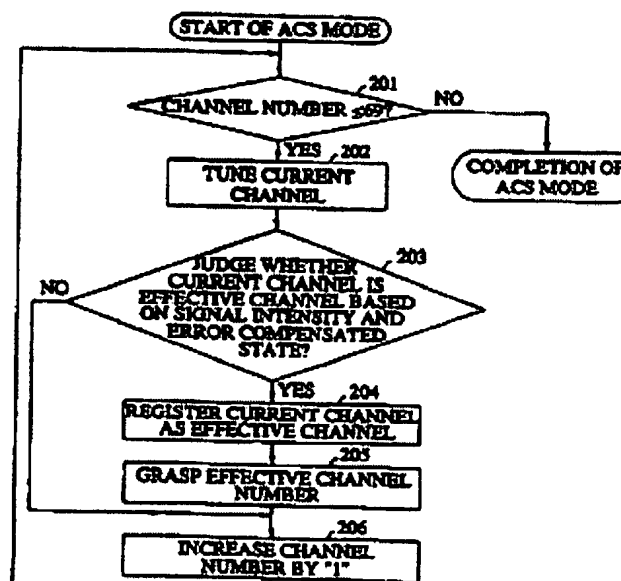 START OF ACS MODE
201
CHANNEL NUMBER ≤69?
NO
YES
202
TUNE CURRENT
CHANNEL
COMPLETION OF
ACS MODE
203
JUDGE WHETHER
CURRENT CHANNEL IS
EFFECTIVE CHANNEL BASED
ON SIGNAL INTENSITY AND
ERROR COMPENSATED
STATE?
NO
YES
204
REGISTER CURRENT CHANNEL
AS EFFECTIVE CHANNEL
205
GRASP EFFECTIVE CHANNEL
NUMBER
206
INCREASE CHANNEL
NUMBER BY "1"